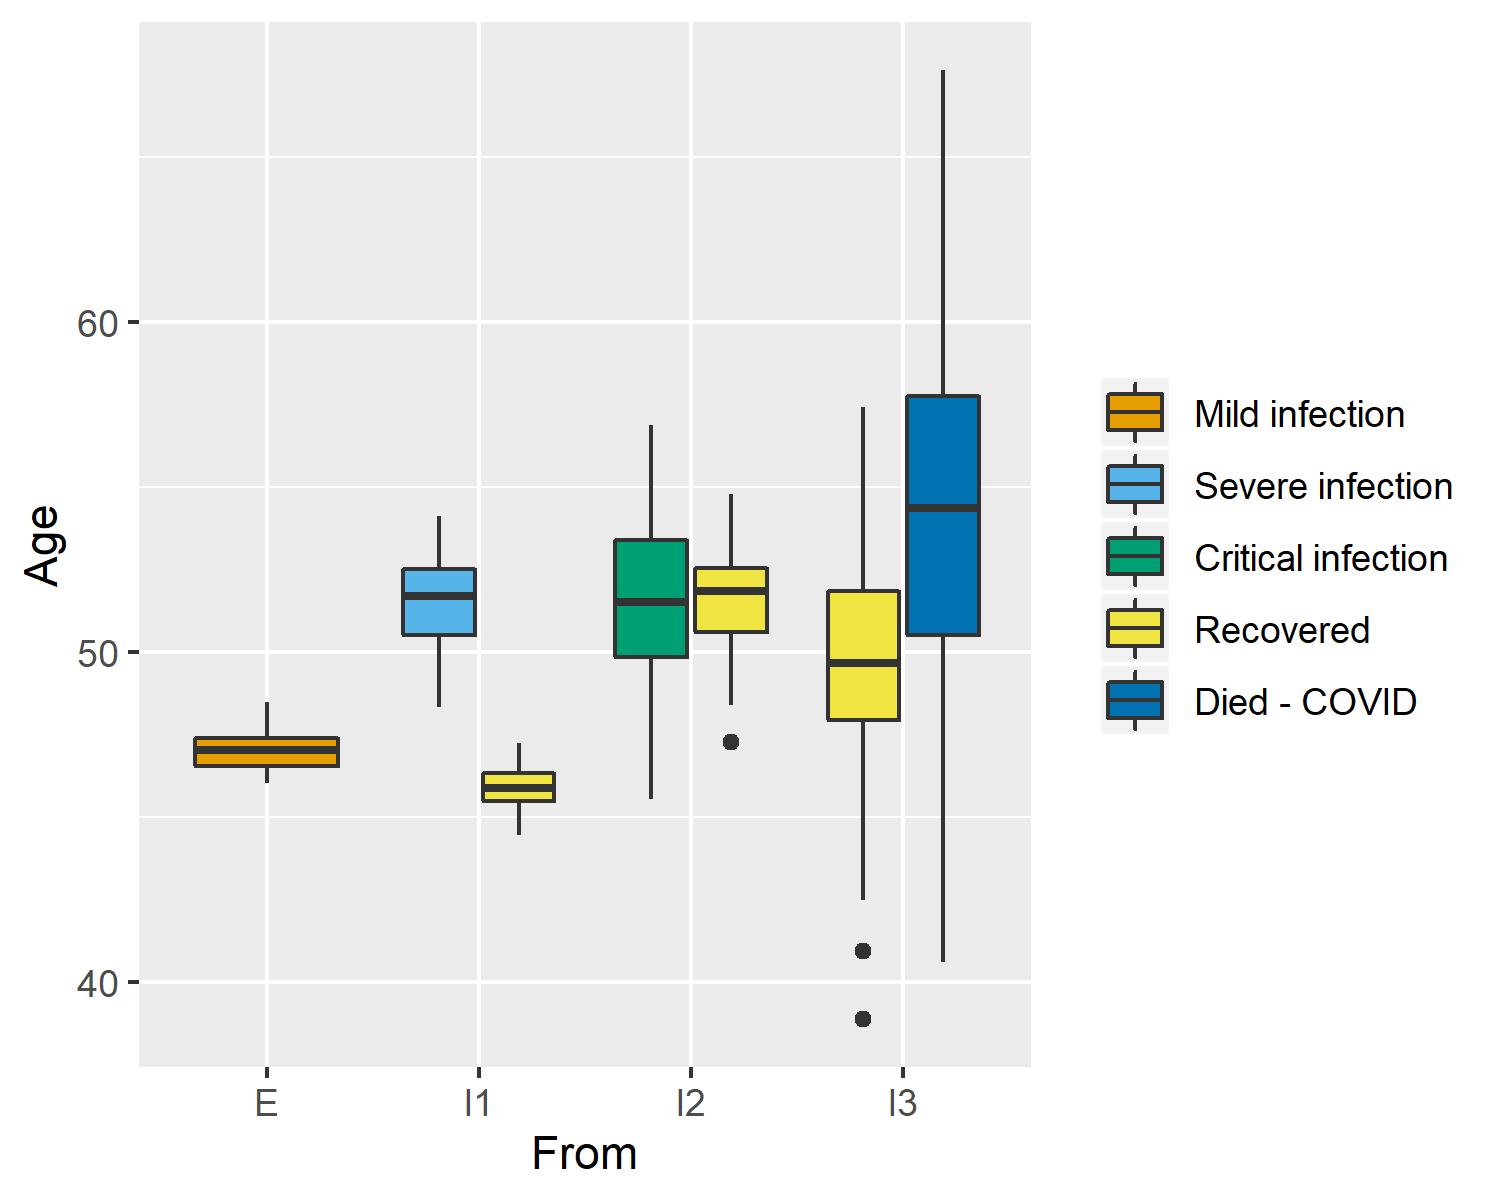 Age
60
50
40
E
I1
I2
I3
From
Mild infection
Severe infection
Critical infection
Recovered
Died - COVID